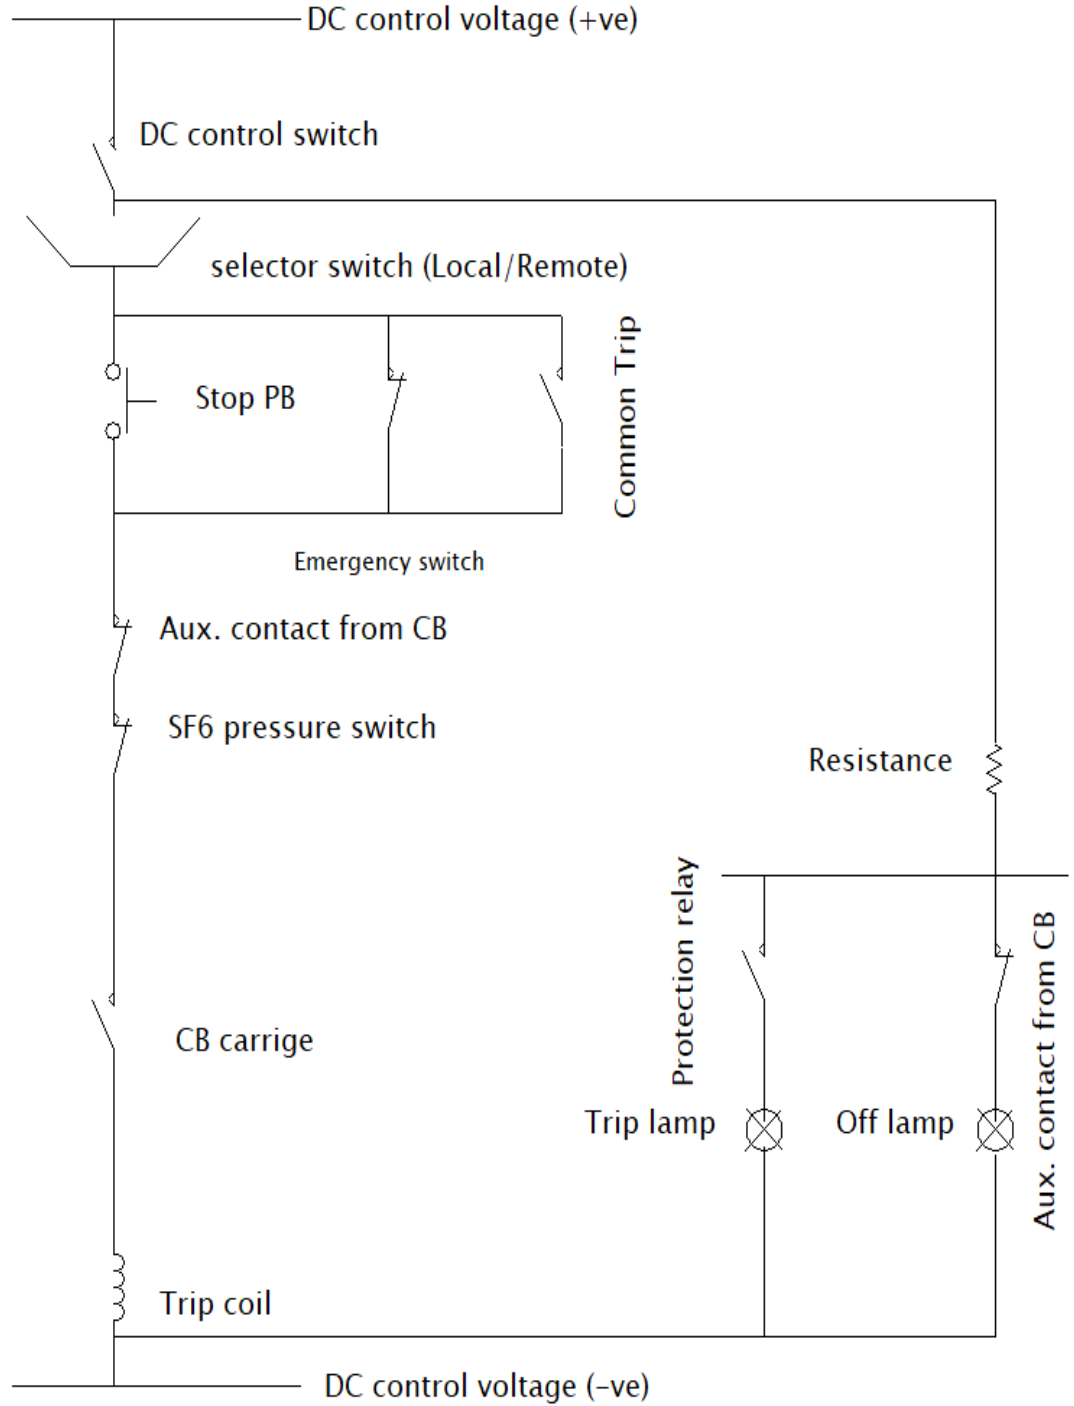 DC control voltage (+ve)
DC control switch
selector switch (Local/Remote)
Common Trip
Stop PB
Emergency switch
Aux. contact from CB
SF6 pressure switch
Resistance
Protection relay
Aux. contact from CB
CB carrige
Trip lamp
Off lamp
Trip coil
DC control voltage (-ve)